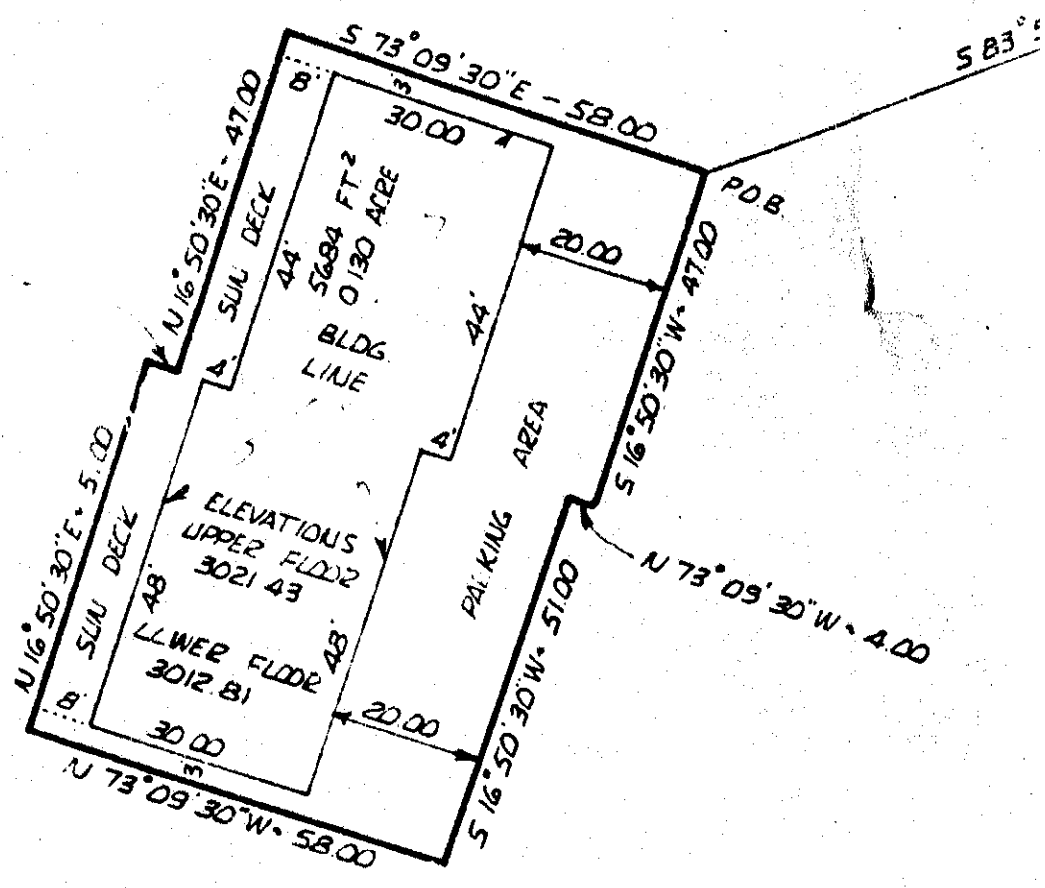 S 73°09'30"E - 58.00
S 83°
P.O.B.
8'
3
30.00
N 16°50'30"E - 47.00
SUN DECK
44'
5684 FT²
0130 ACRE
BLDG.
LINE
20.00
44'
S 16°50'30"W - 47.00
4'
4'
PARKING AREA
N 73°09'30"W - 4.00
N 16°50'30"E - 5 .00
SUN DECK
48'
ELEVATIONS
UPPER FLOOR
3021 43
LOWER FLOOR
3012.81
48'
S 16°50'30"W - 51.00
20.00
8'
30 00
3
N 73°09'30"W - 58.00